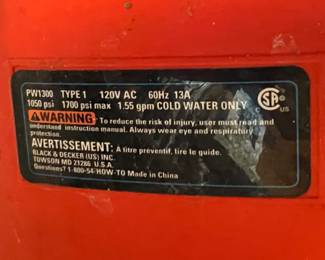 PW1300 TYPE 1 120V AC 60Hz 13A
1050 psi 1700 psi max 1.55 gpm COLD WATER ONLY
WARNING To reduce the risk of injury, user must read and
understand instruction manual. Always wear eye and respiratory
protection.
AVERTISSEMENT: A titre préventif, lire le guide.
BLACK & DECKER (US) INC.
TOWSON MD 21286 U.S.A.
Questions? 1-800-54-HOW-TO Made in China
US